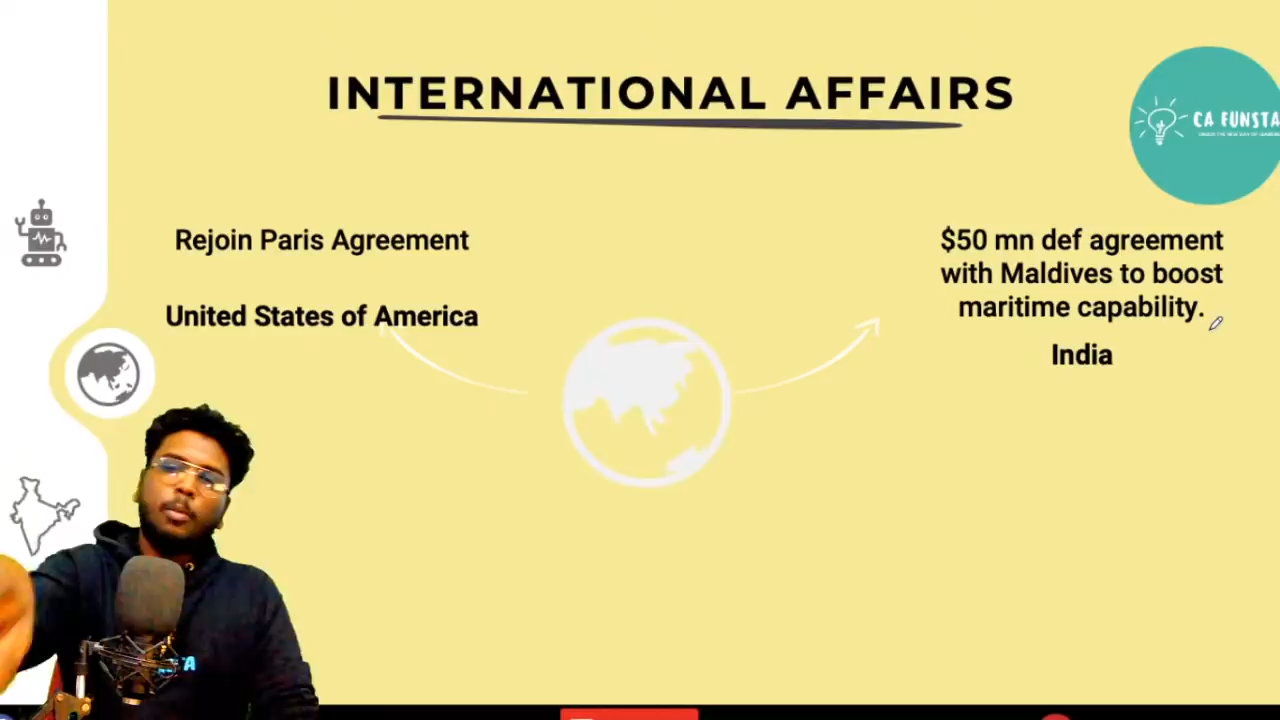 INTERNATIONAL AFFAIRS
CA FUNSTA
Rejoin Paris Agreement
United States of America
$50 mn def agreement
with Maldives to boost
maritime capability.
India
TA